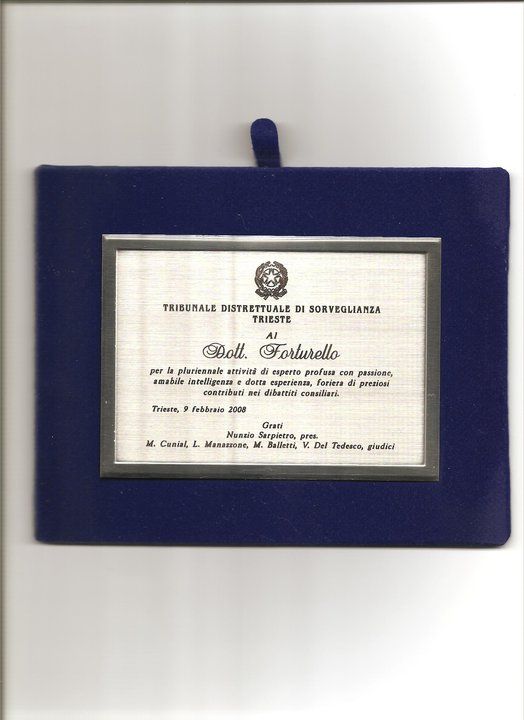 TRIBUNALE DISTRETTUALE DI SORVEGLIANZA
TRIESTE
Al
Dott. Forturello
per la pluriennale attività di esperto profusa con passione,
amabile intelligenza e dotta esperienza, foriera di preziosi
contributi nei dibattiti consiliari.
Trieste, 9 febbraio 2008
Grati
Nunzio Sarpietro, pres.
M. Cunial, L. Manazzone, M. Balletti, V. Del Tedesco, giudici